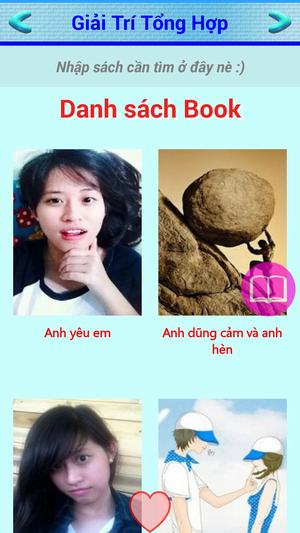 Giải Trí Tổng Hợp
Nhập sách cần tìm ở đây nè :)
Danh sách Book
Anh yêu em
Anh dũng cảm và anh
hèn